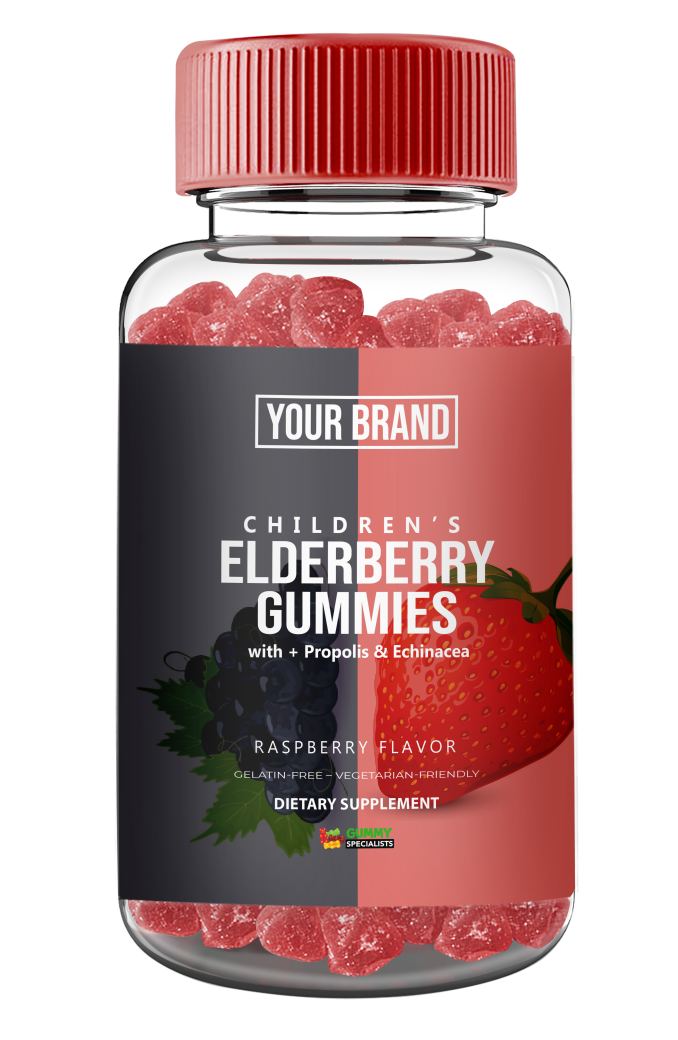 YOUR BRAND
CHILDREN'S
ELDERBERRY
GUMMIES
with + Propolis & Echinacea
RASPBERRY FLAVOR
GELATIN-FREE – VEGETARIAN-FRIENDLY
DIETARY SUPPLEMENT
GUMMY
SPECIALISTS